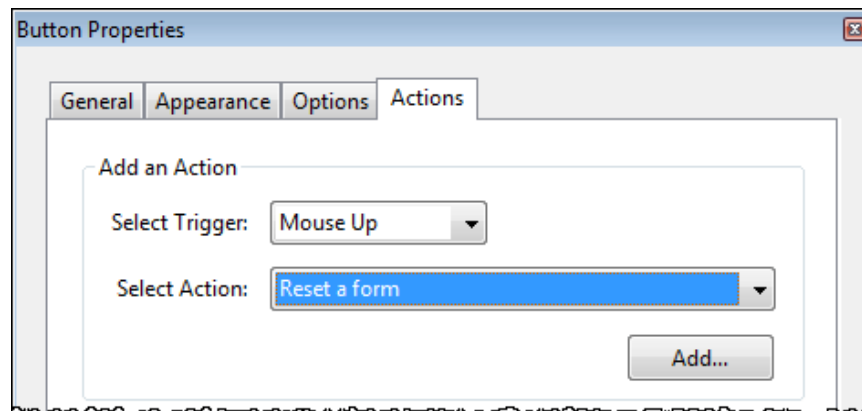 Button Properties
General Appearance Options Actions
Add an Action
Select Trigger: Mouse Up
Select Action: Reset a form
Add...